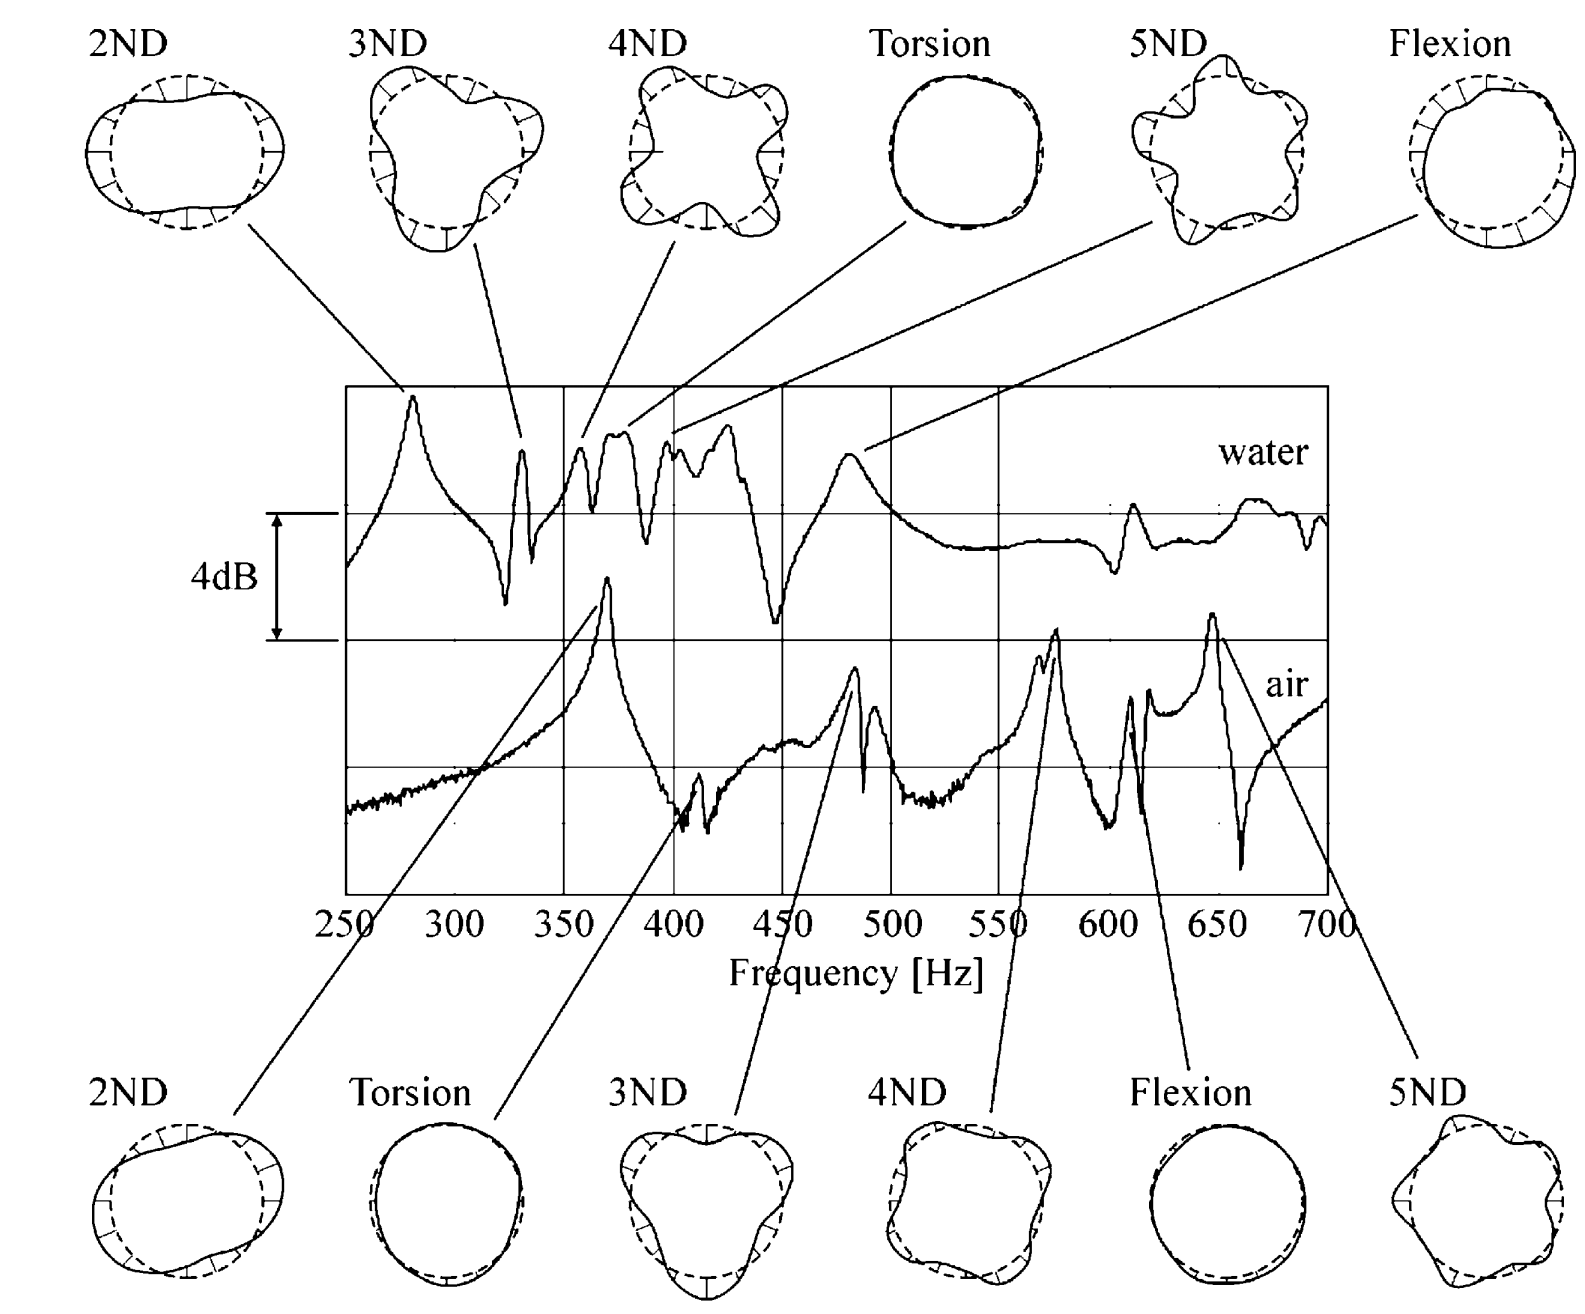 2ND 3ND 4ND Torsion 5ND Flexion
water
4dB
air
250 300 350 400 450 500 550 600 650 700
Frequency [Hz]
2ND Torsion 3ND 4ND Flexion 5ND